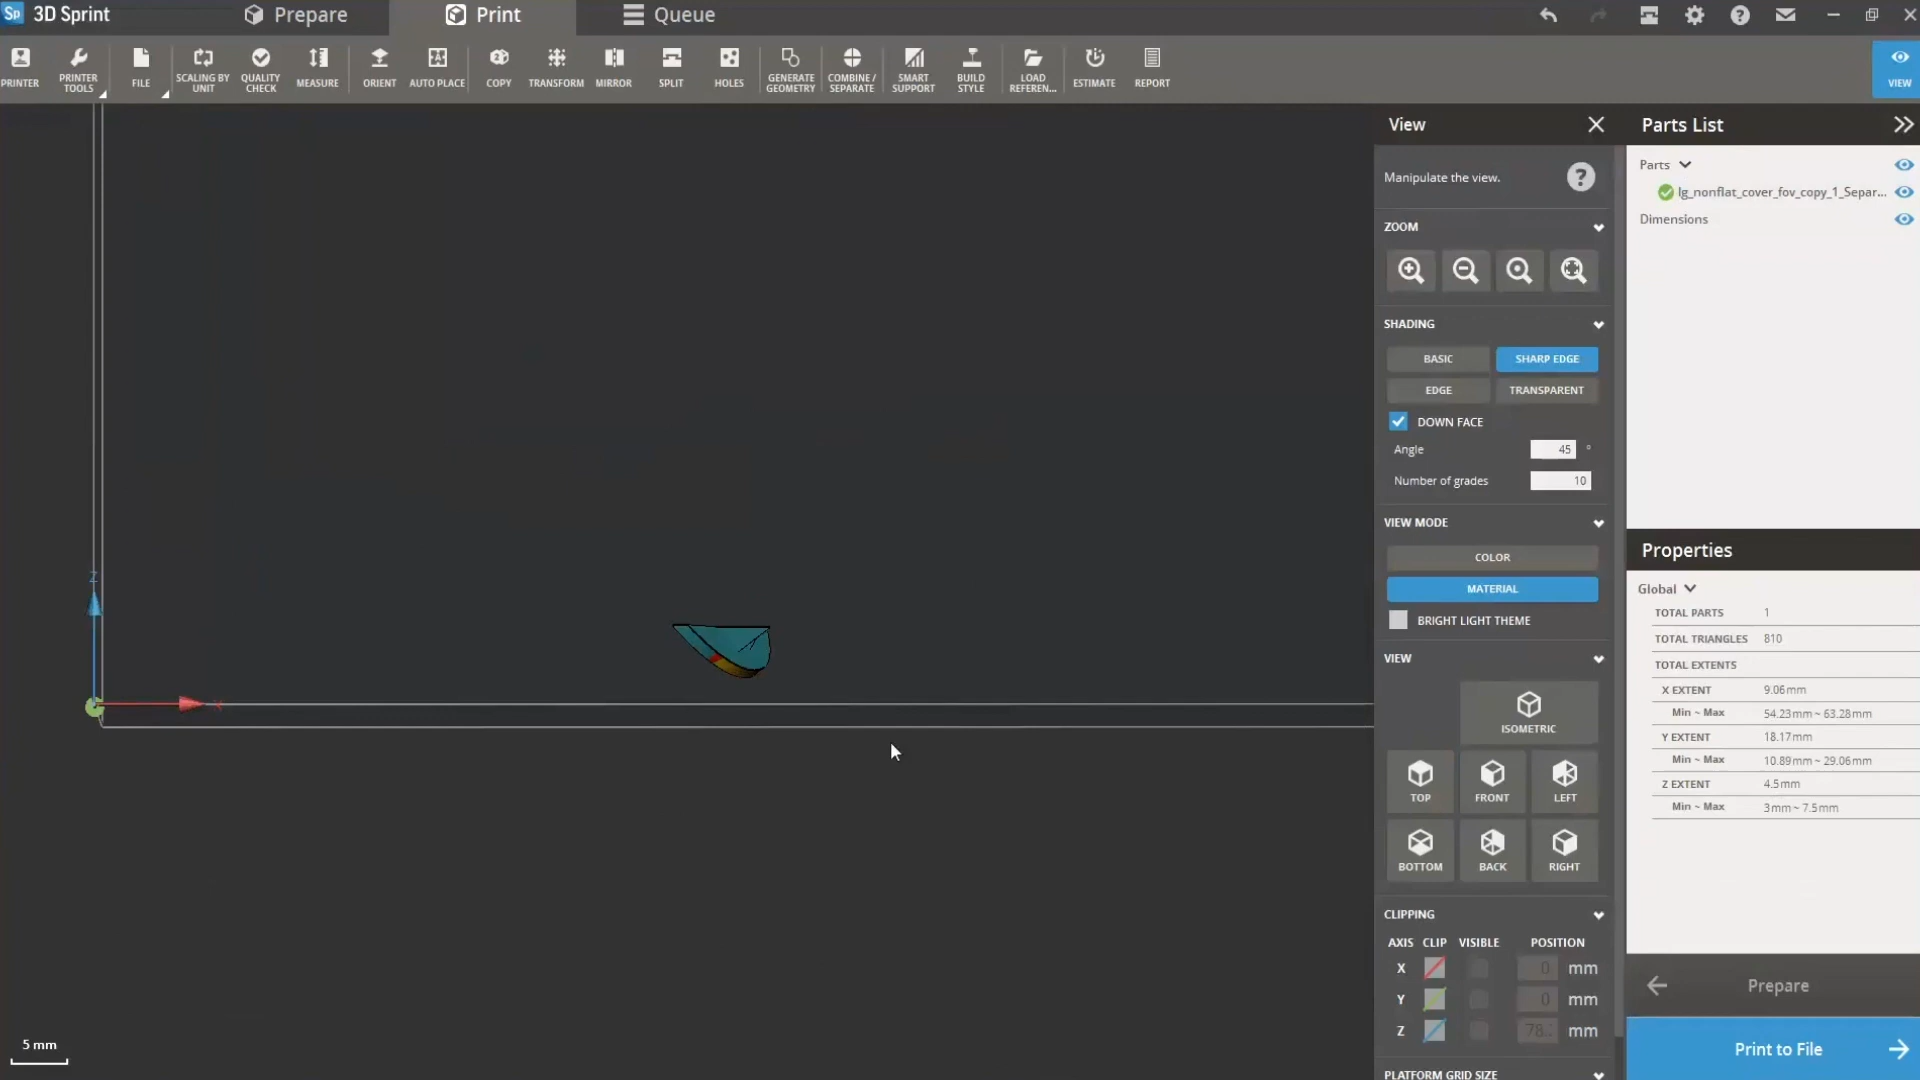 Sp 3D Sprint
Prepare
Print
Queue
PRINTER
PRINTER TOOLS
FILE
SCALING BY UNIT
QUALITY CHECK
MEASURE
ORIENT
AUTO PLACE
COPY
TRANSFORM
MIRROR
SPLIT
HOLES
GENERATE GEOMETRY
COMBINE / SEPARATE
SMART SUPPORT
BUILD STYLE
LOAD REFEREN...
ESTIMATE
REPORT
VIEW
View
Manipulate the view.
ZOOM
SHADING
BASIC
SHARP EDGE
EDGE
TRANSPARENT
DOWN FACE
Angle 45 °
Number of grades 10
VIEW MODE
COLOR
MATERIAL
BRIGHT LIGHT THEME
VIEW
ISOMETRIC
TOP
FRONT
LEFT
BOTTOM
BACK
RIGHT
CLIPPING
AXIS CLIP VISIBLE POSITION
X 0 mm
Y 0 mm
Z 78. mm
PLATFORM GRID SIZE
Parts List
Parts
lg_nonflat_cover_fov_copy_1_Separ...
Dimensions
Properties
Global
TOTAL PARTS 1
TOTAL TRIANGLES 810
TOTAL EXTENTS
X EXTENT 9.06mm
Min ~ Max 54.23mm ~ 63.28mm
Y EXTENT 18.17mm
Min ~ Max 10.89mm ~ 29.06mm
Z EXTENT 4.5mm
Min ~ Max 3mm ~ 7.5mm
Prepare
Print to File
Z
X
5 mm